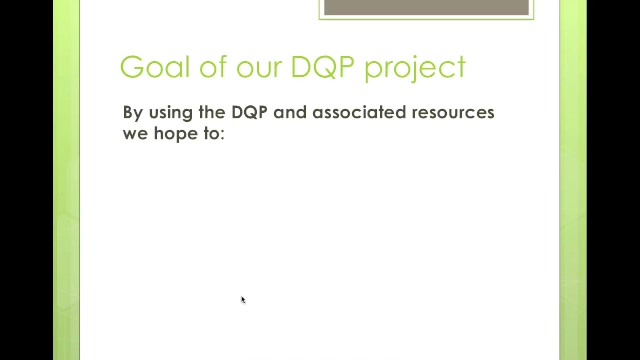 Goal of our DQP project
By using the DQP and associated resources
we hope to: